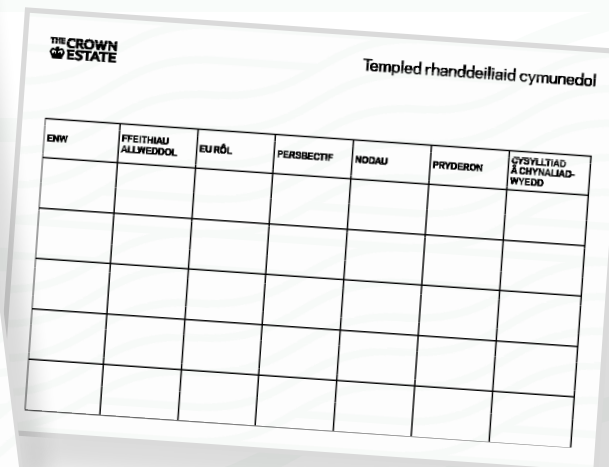 THE CROWN
ESTATE
Templed rhanddeiliaid cymunedol
ENW
FFEITHIAU
ALLWEDDOL
EU RÔL
PERSBECTIF
NODAU
PRYDERON
CYSYLLTIAD
Â CHYNALIAD-
WYEDD